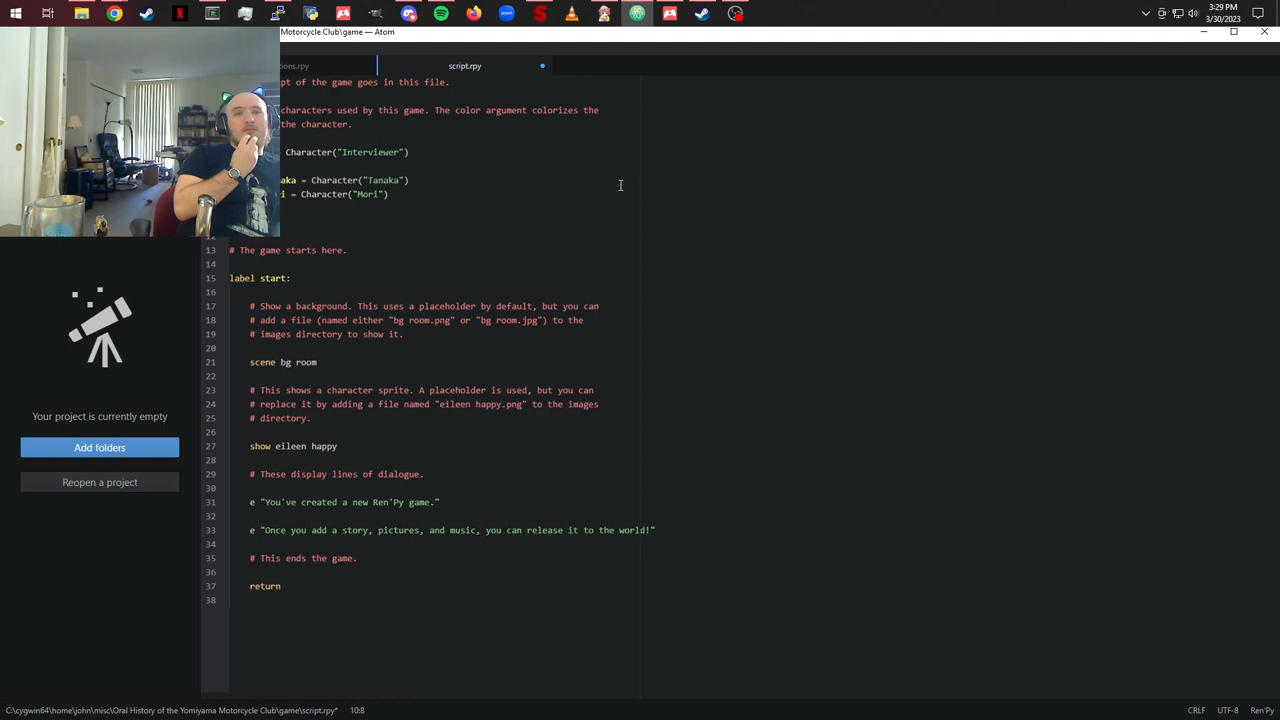 3:29 PM
3/30/2023
Motorcycle Club\game — Atom
ions.rpy
script.rpy
pt of the game goes in this file.
characters used by this game. The color argument colorizes the
the character.
Character("Interviewer")
aka = Character("Tanaka")
i = Character("Mori")
12
13 # The game starts here.
14
15 label start:
16
17 # Show a background. This uses a placeholder by default, but you can
18 # add a file (named either "bg room.png" or "bg room.jpg") to the
19 # images directory to show it.
20
21 scene bg room
22
23 # This shows a character sprite. A placeholder is used, but you can
24 # replace it by adding a file named "eileen happy.png" to the images
25 # directory.
26
27 show eileen happy
28
29 # These display lines of dialogue.
30
31 e "You've created a new Ren'Py game."
32
33 e "Once you add a story, pictures, and music, you can release it to the world!"
34
35 # This ends the game.
36
37 return
38
Your project is currently empty
Add folders
Reopen a project
C:\cygwin64\home\john\misc\Oral History of the Yomiyama Motorcycle Club\game\script.rpy* 10:8
CRLF UTF-8 Ren'Py